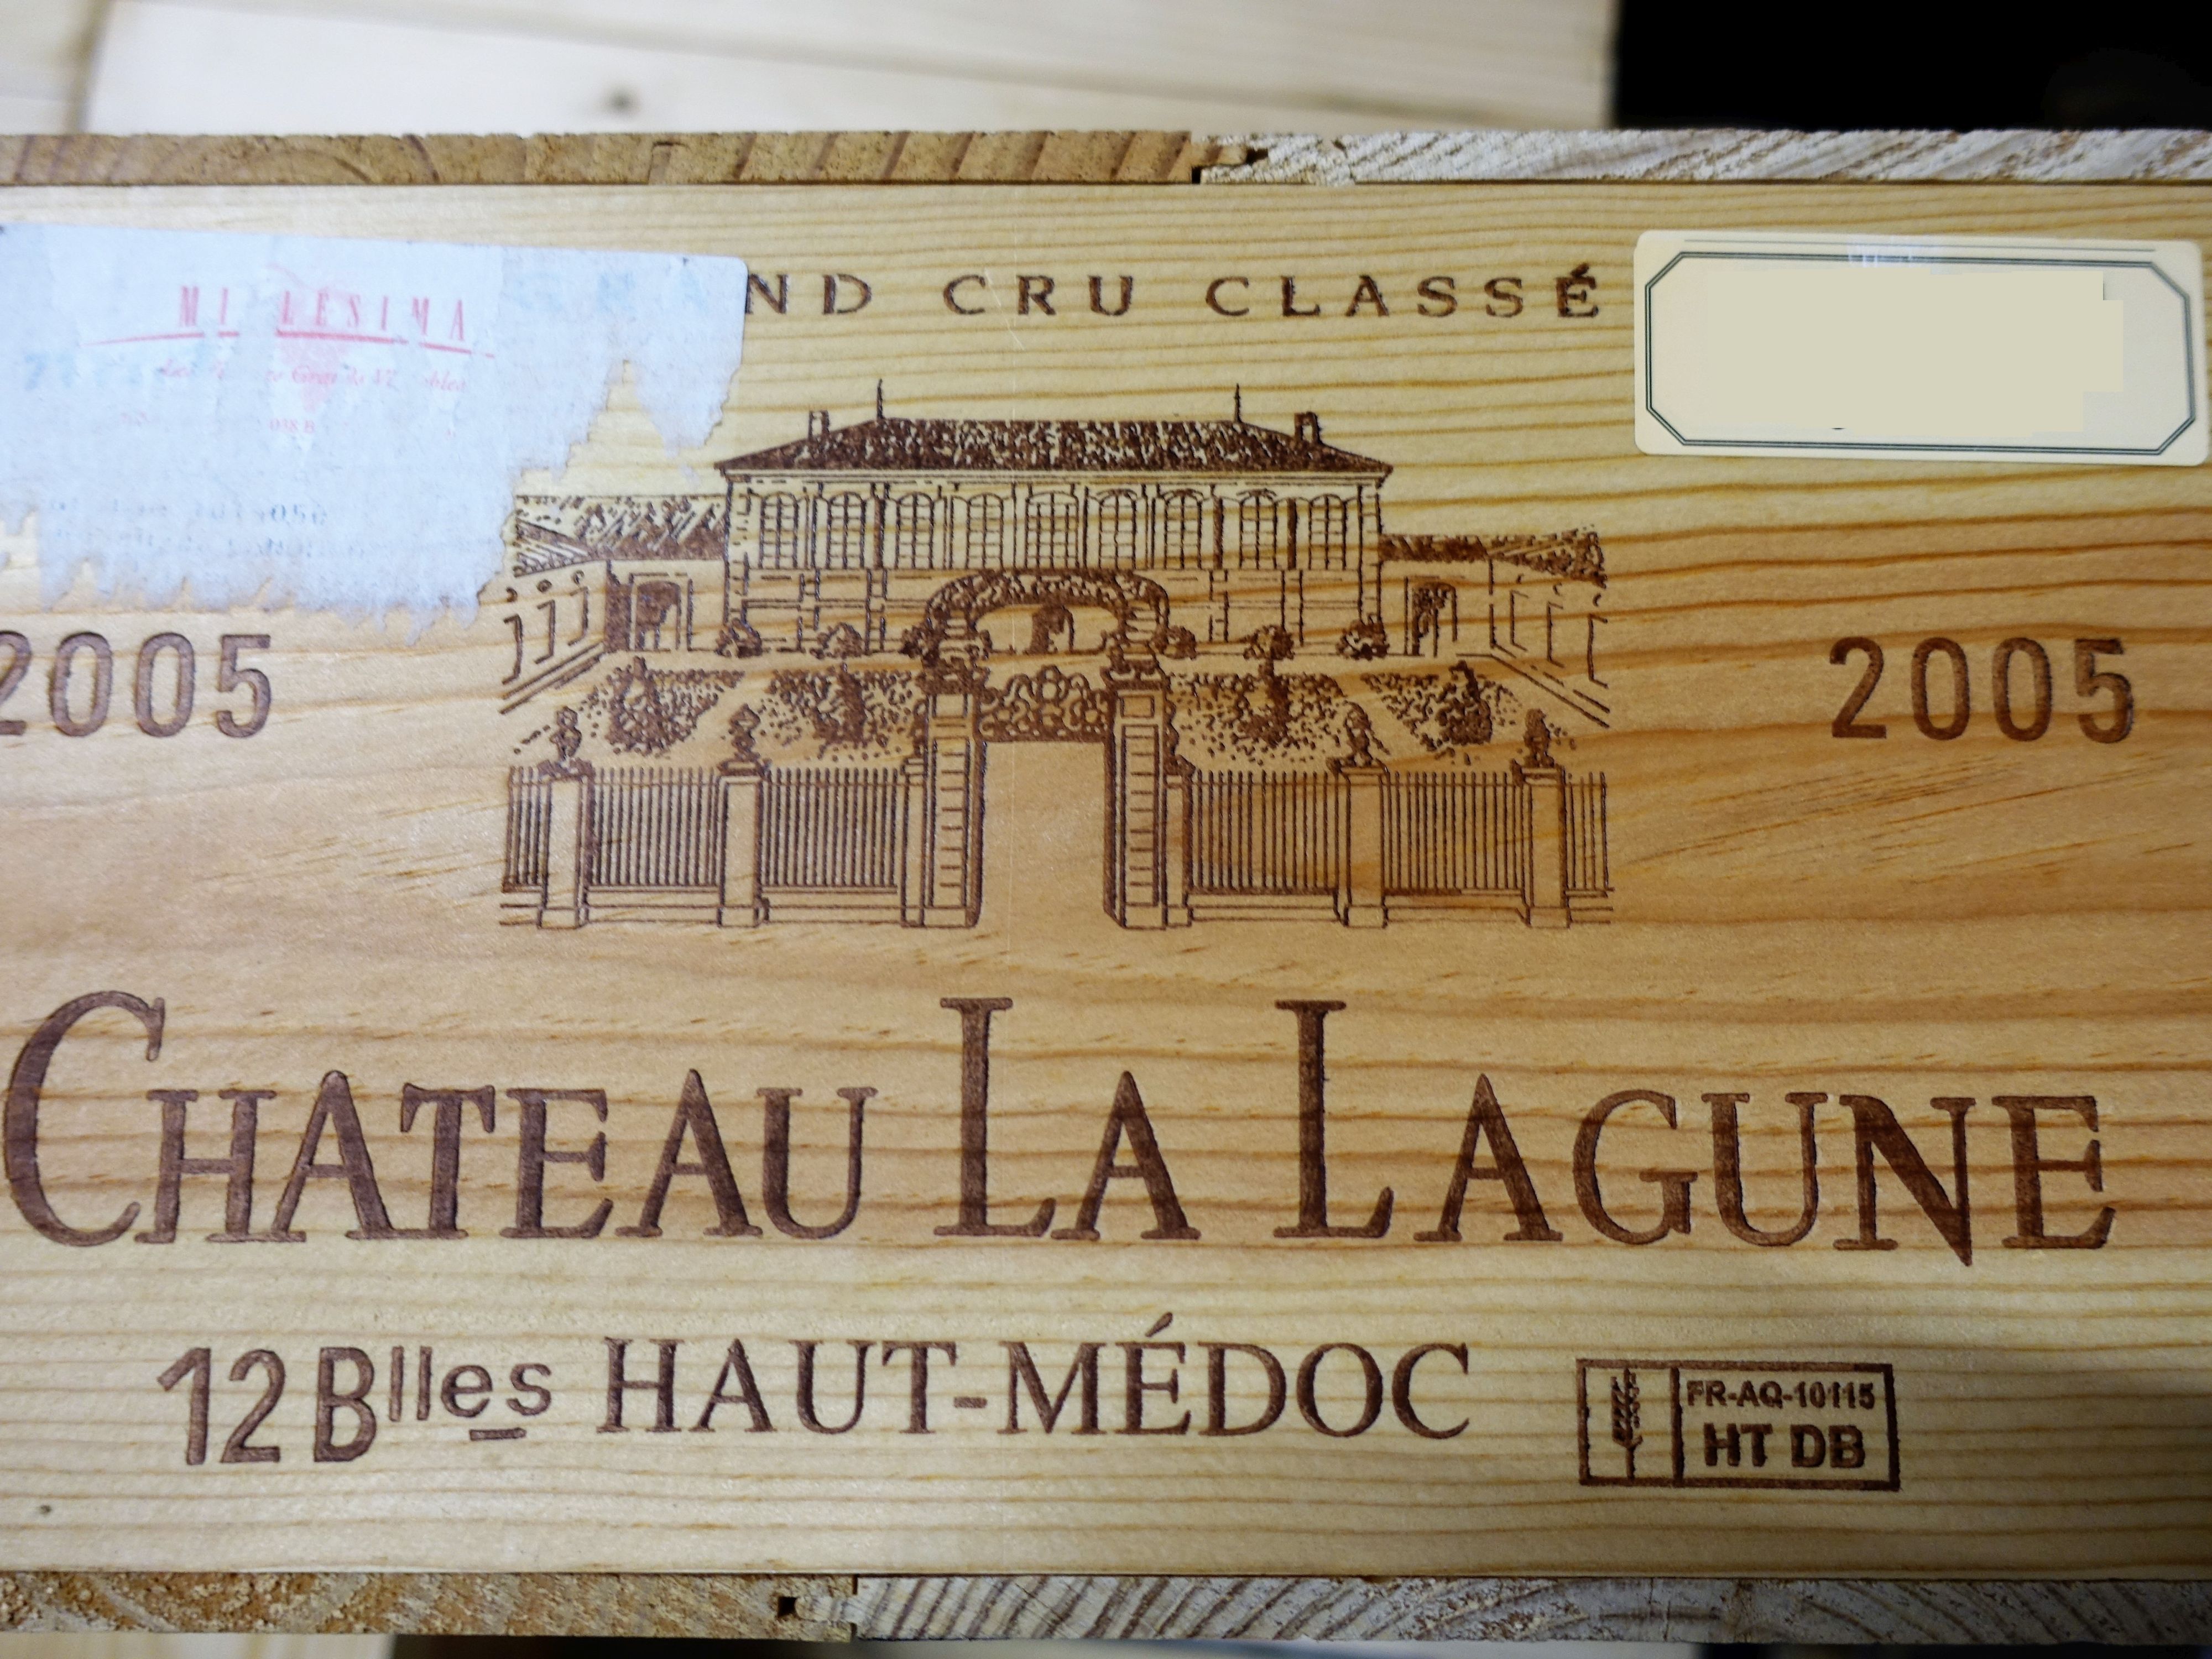 ND CRU CLASSÉ
2005
2005
CHATEAU LA LAGUNE
12 Blles HAUT-MÉDOC
FR-AQ-10115
HT DB